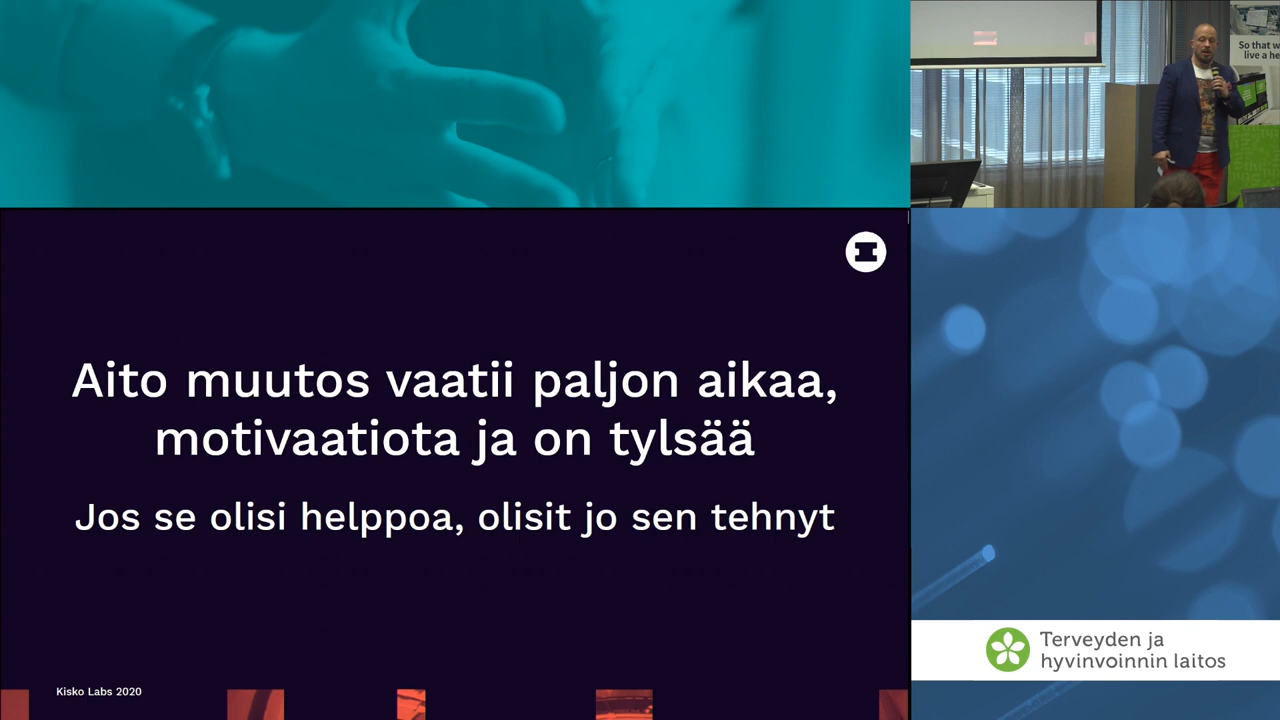 So that w
live a he
Aito muutos vaatii paljon aikaa,
motivaatiota ja on tylsää
Jos se olisi helppoa, olisit jo sen tehnyt
Kisko Labs 2020
Terveyden ja
hyvinvoinnin laitos